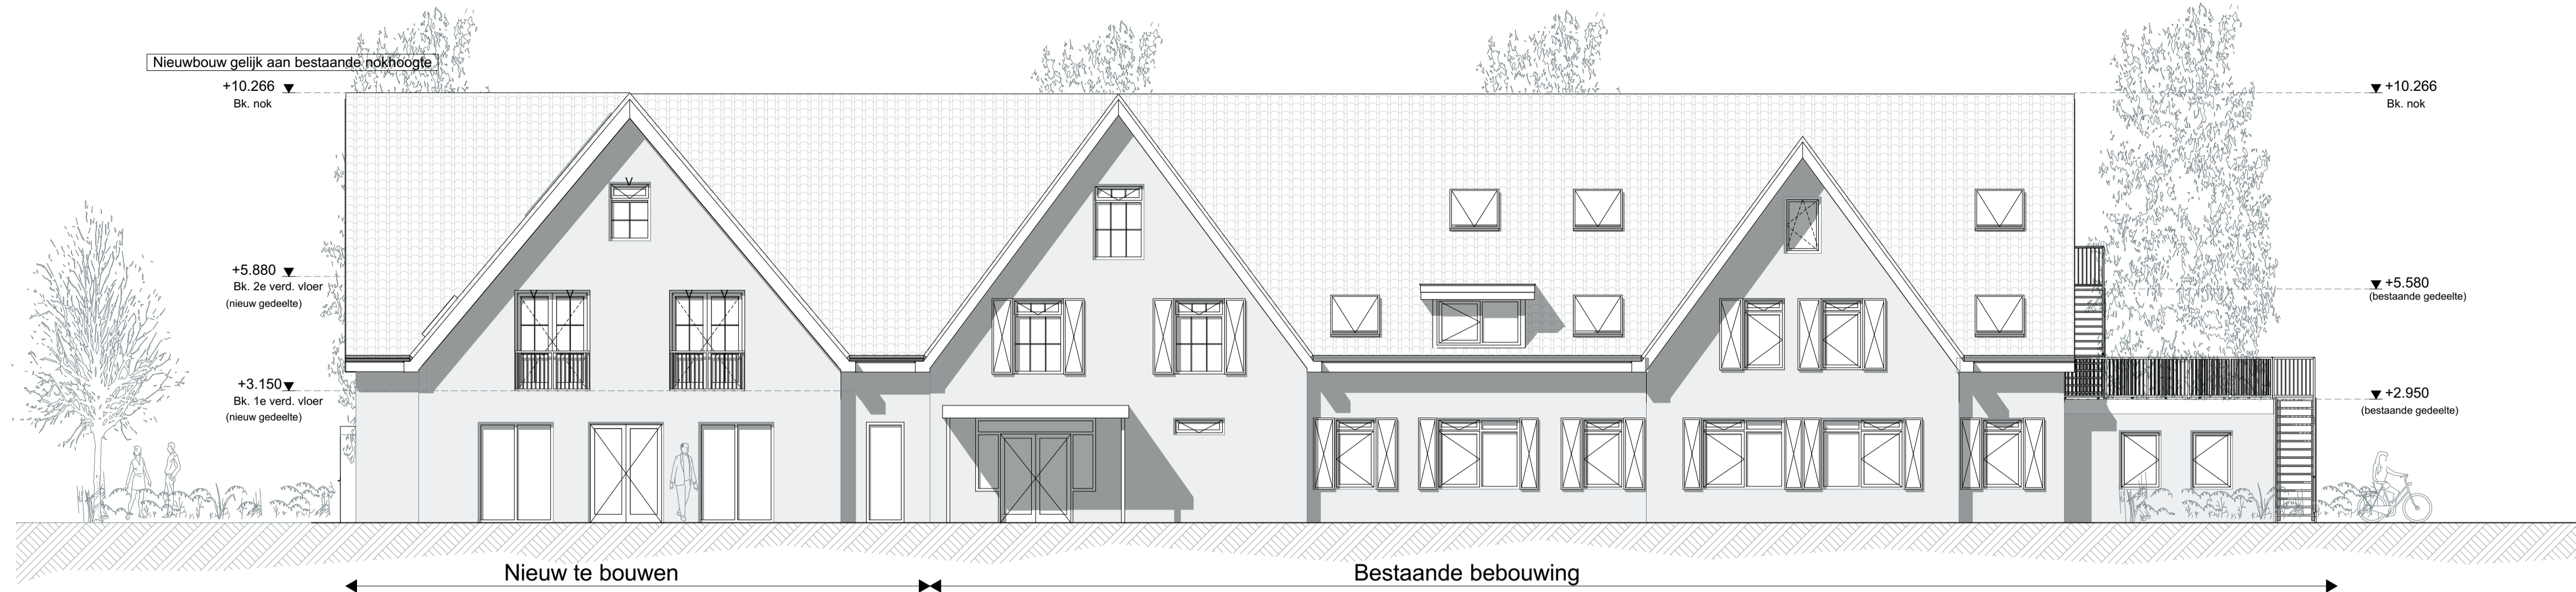 Nieuwbouw gelijk aan bestaande nokhoogte
+10.266
Bk. nok
+10.266
Bk. nok
+5.880
Bk. 2e verd. vloer
(nieuw gedeelte)
+5.580
(bestaande gedeelte)
+3.150
Bk. 1e verd. vloer
(nieuw gedeelte)
+2.950
(bestaande gedeelte)
Nieuw te bouwen
Bestaande bebouwing